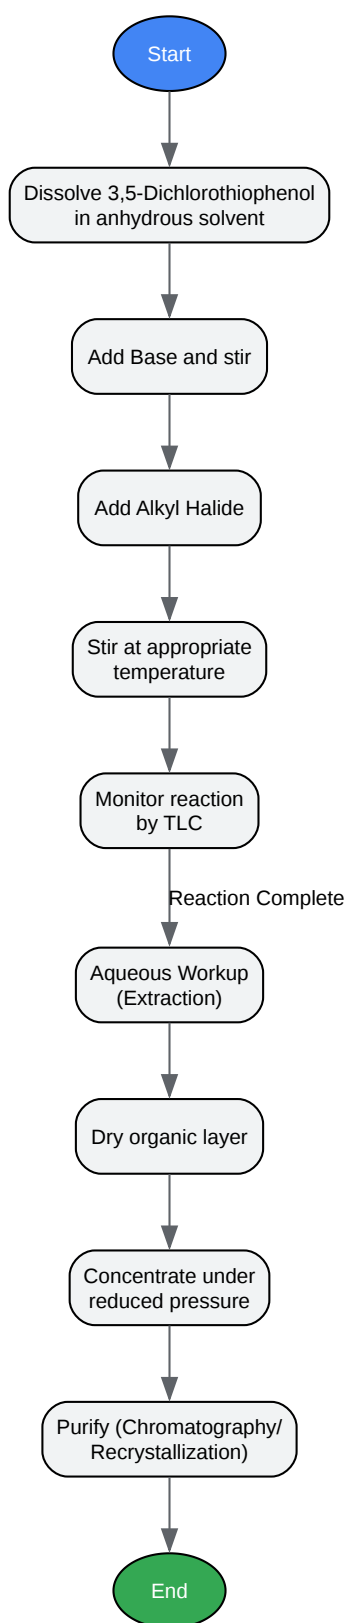 Start
Dissolve 3,5-Dichlorothiophenol
in anhydrous solvent
Add Base and stir
Add Alkyl Halide
Stir at appropriate
temperature
Monitor reaction
by TLC
Reaction Complete
Aqueous Workup
(Extraction)
Dry organic layer
Concentrate under
reduced pressure
Purify (Chromatography/
Recrystallization)
End